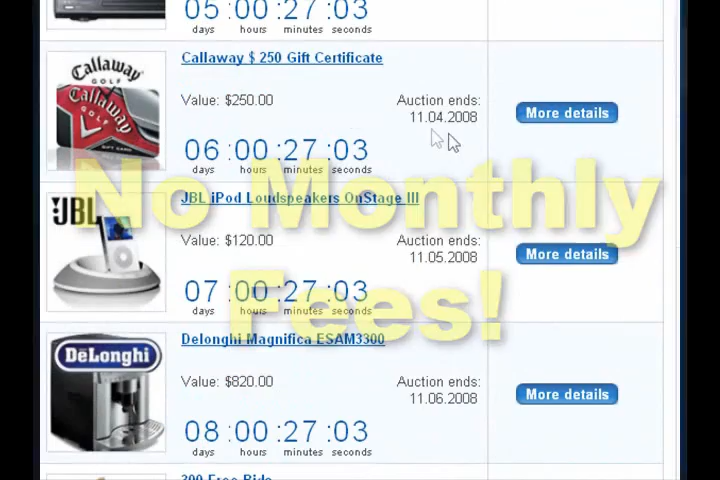 05 :00 :27 :03
days hours minutes seconds
Callaway $ 250 Gift Certificate
Callaway
GOLF
Callaway
GOLF
GIFT CARD
Value: $250.00
Auction ends:
11.04.2008
More details
06 :00 :27 :03
days hours minutes seconds
No Monthly
Fees!
JBL
JBL iPod Loudspeakers OnStage III
Value: $120.00
Auction ends:
11.05.2008
More details
07 :00 :27 :03
days hours minutes seconds
DeLonghi
Delonghi Magnifica ESAM3300
Value: $820.00
Auction ends:
11.06.2008
More details
08 :00 :27 :03
days hours minutes seconds
300 Free Bids